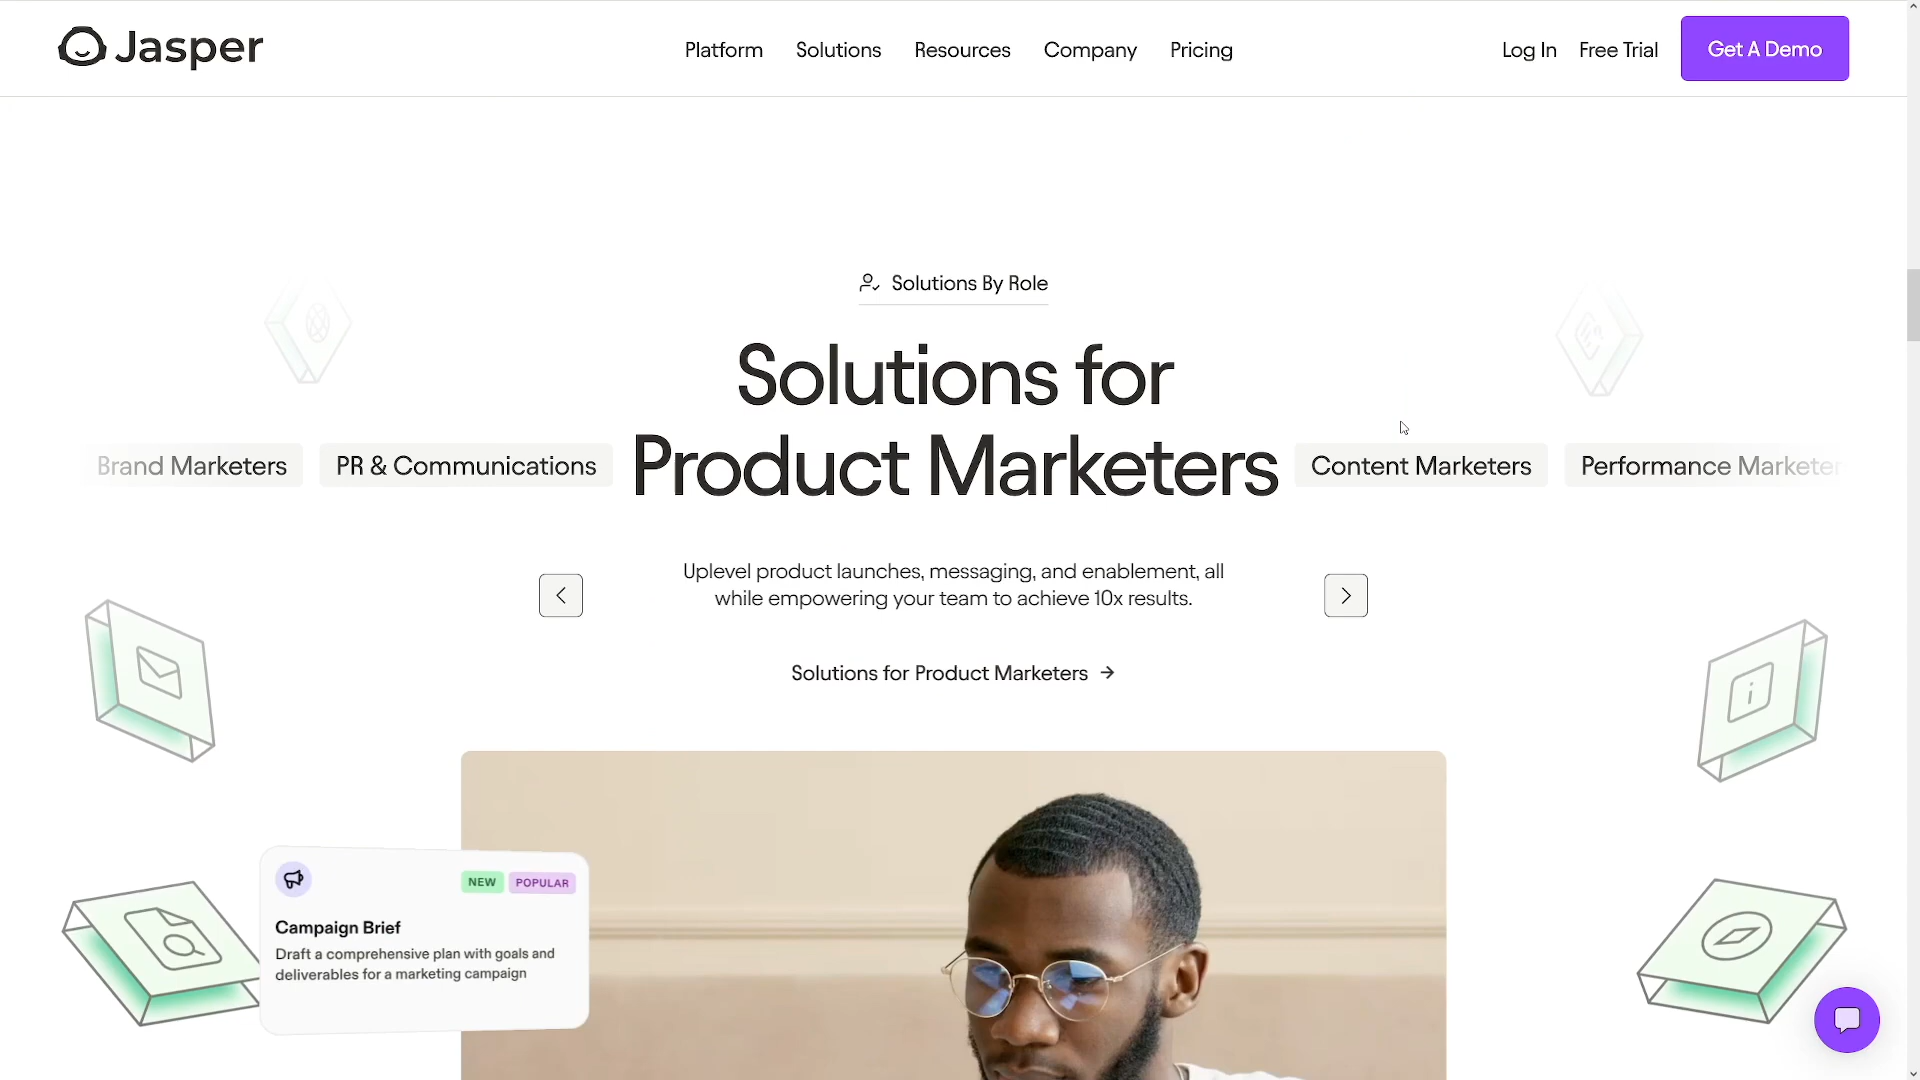 Jasper
Platform
Solutions
Resources
Company
Pricing
Log In
Free Trial
Get A Demo
Solutions By Role
Solutions for
Product Marketers
Brand Marketers
PR & Communications
Content Marketers
Performance Marketer
Uplevel product launches, messaging, and enablement, all
while empowering your team to achieve 10x results.
Solutions for Product Marketers →
NEW
POPULAR
Campaign Brief
Draft a comprehensive plan with goals and
deliverables for a marketing campaign